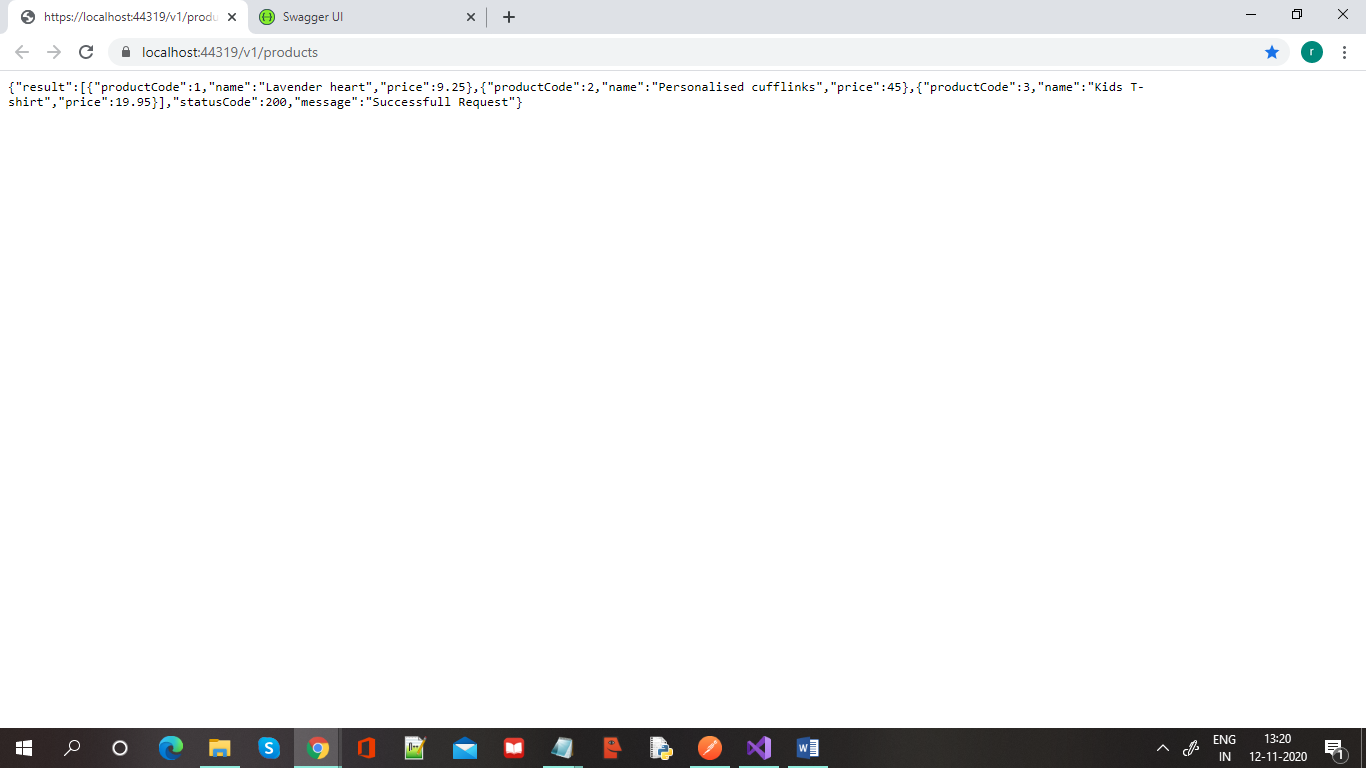 https://localhost:44319/v1/produ
Swagger UI
localhost:44319/v1/products
r
{"result":[{"productCode":1,"name":"Lavender heart","price":9.25},{"productCode":2,"name":"Personalised cufflinks","price":45},{"productCode":3,"name":"Kids T-
shirt","price":19.95}],"statusCode":200,"message":"Successfull Request"}
ENG
IN
13:20
12-11-2020
1